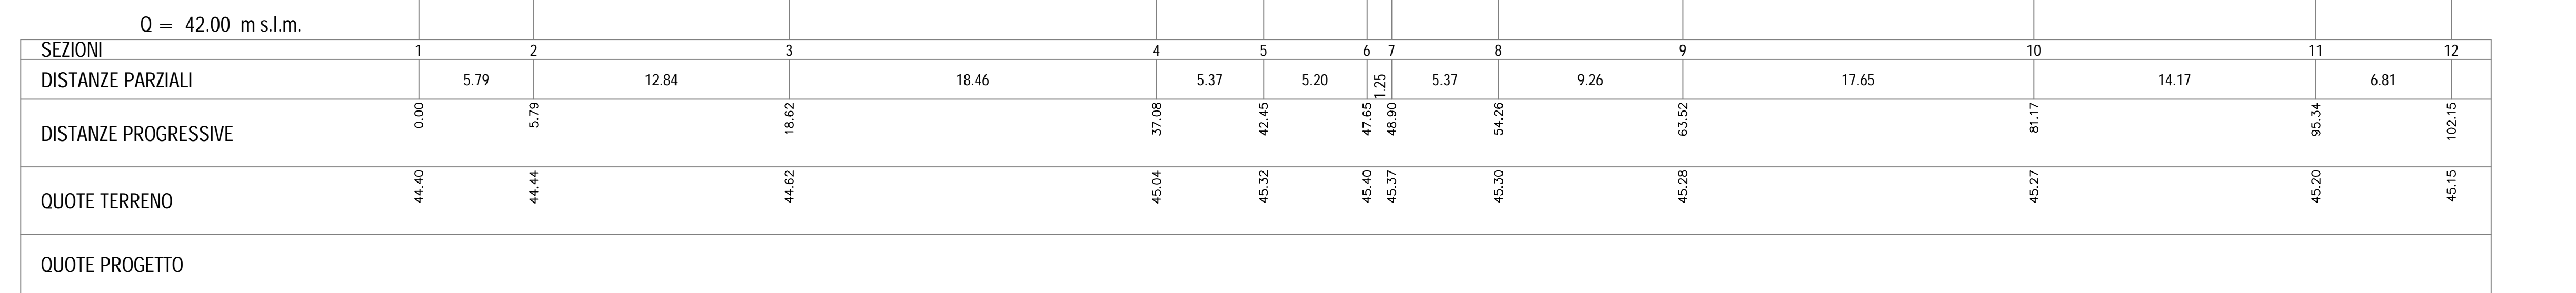 Q = 42.00 m s.l.m.
SEZIONI 1 2 3 4 5 6 7 8 9 10 11 12
DISTANZE PARZIALI 5.79 12.84 18.46 5.37 5.20 1.25 5.37 9.26 17.65 14.17 6.81
DISTANZE PROGRESSIVE 0.00 5.79 18.62 37.08 42.45 47.65 48.90 54.26 63.52 81.17 95.34 102.15
QUOTE TERRENO 44.40 44.44 44.62 45.04 45.32 45.40 45.37 45.30 45.28 45.27 45.20 45.15
QUOTE PROGETTO